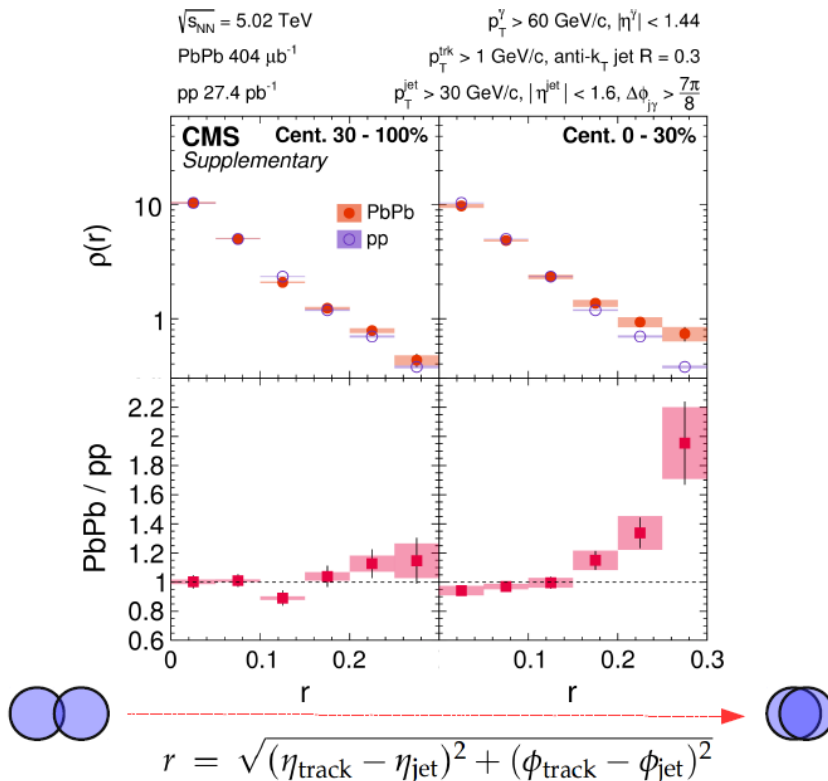 √s_NN = 5.02 TeV
p_T^γ > 60 GeV/c, |η^γ| < 1.44
PbPb 404 μb⁻¹
p_T^trk > 1 GeV/c, anti-k_T jet R = 0.3
pp 27.4 pb⁻¹
p_T^jet > 30 GeV/c, |η^jet| < 1.6, Δϕ_jγ > 7π/8
CMS
Cent. 30 - 100%
Cent. 0 - 30%
Supplementary
PbPb
pp
ρ(r)
10
1
PbPb / pp
2.2
2
1.8
1.6
1.4
1.2
1
0.8
0.6
0 0.1 0.2 0.1 0.2 0.3
r r
r = √(η_track − η_jet)² + (ϕ_track − ϕ_jet)²